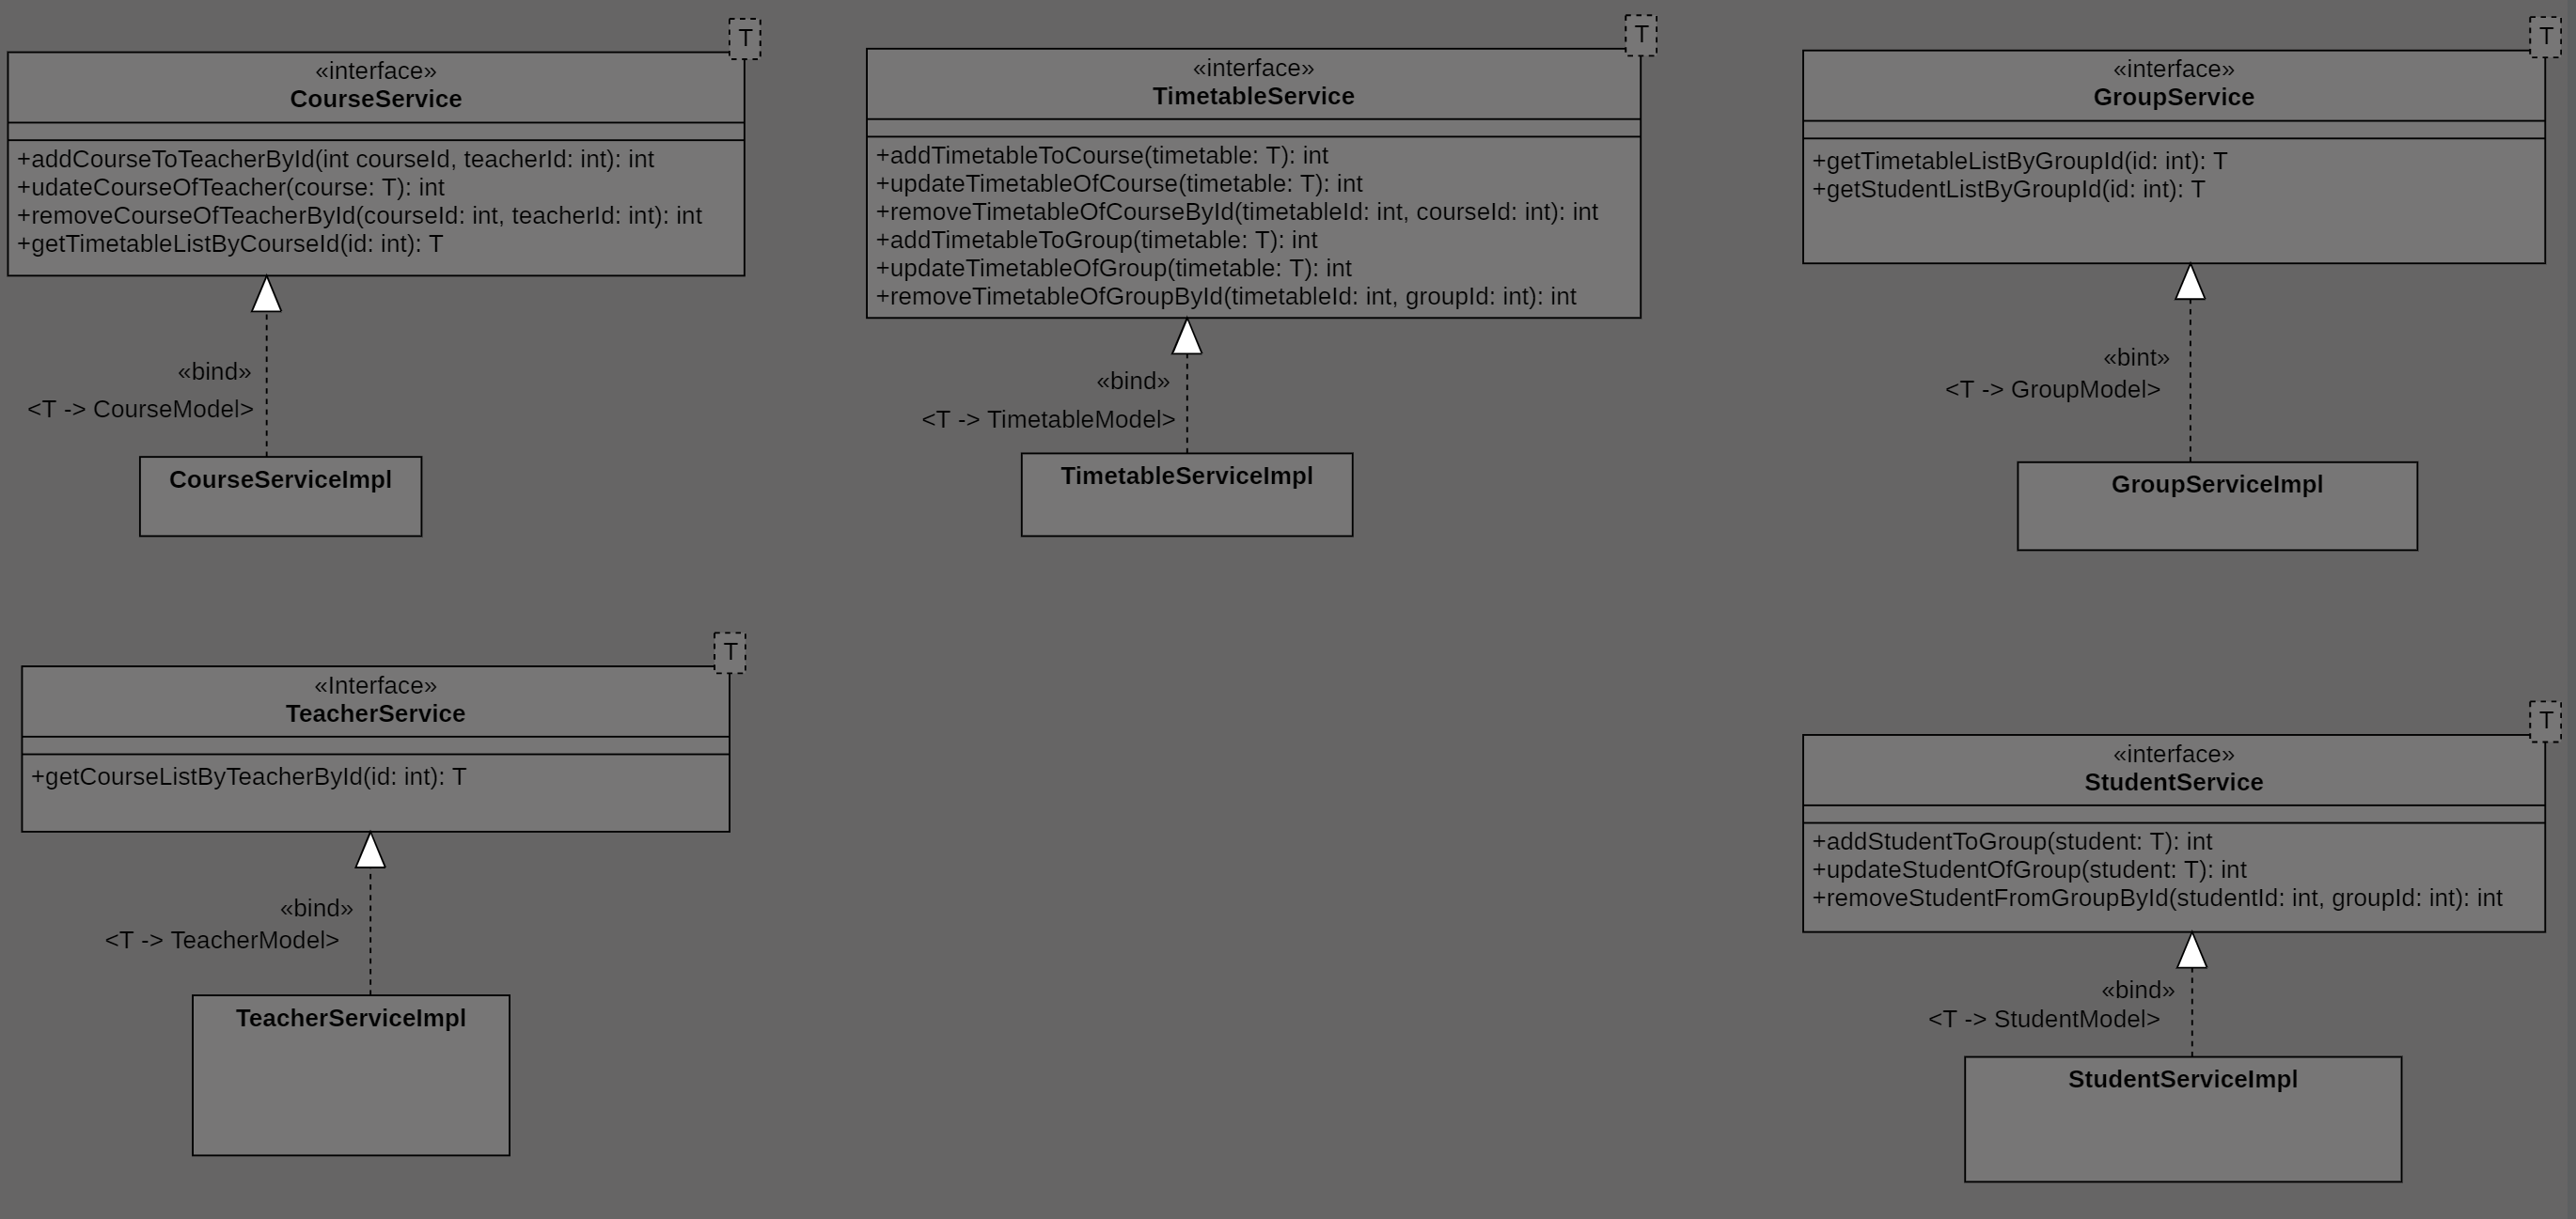 T
«interface»
CourseService
+addCourseToTeacherById(int courseId, teacherId: int): int
+udateCourseOfTeacher(course: T): int
+removeCourseOfTeacherById(courseId: int, teacherId: int): int
+getTimetableListByCourseId(id: int): T
«bind»
<T -> CourseModel>
CourseServiceImpl
T
«interface»
TimetableService
+addTimetableToCourse(timetable: T): int
+updateTimetableOfCourse(timetable: T): int
+removeTimetableOfCourseById(timetableId: int, courseId: int): int
+addTimetableToGroup(timetable: T): int
+updateTimetableOfGroup(timetable: T): int
+removeTimetableOfGroupById(timetableId: int, groupId: int): int
«bind»
<T -> TimetableModel>
TimetableServiceImpl
T
«interface»
GroupService
+getTimetableListByGroupId(id: int): T
+getStudentListByGroupId(id: int): T
«bint»
<T -> GroupModel>
GroupServiceImpl
T
«Interface»
TeacherService
+getCourseListByTeacherById(id: int): T
«bind»
<T -> TeacherModel>
TeacherServiceImpl
T
«interface»
StudentService
+addStudentToGroup(student: T): int
+updateStudentOfGroup(student: T): int
+removeStudentFromGroupById(studentId: int, groupId: int): int
«bind»
<T -> StudentModel>
StudentServiceImpl